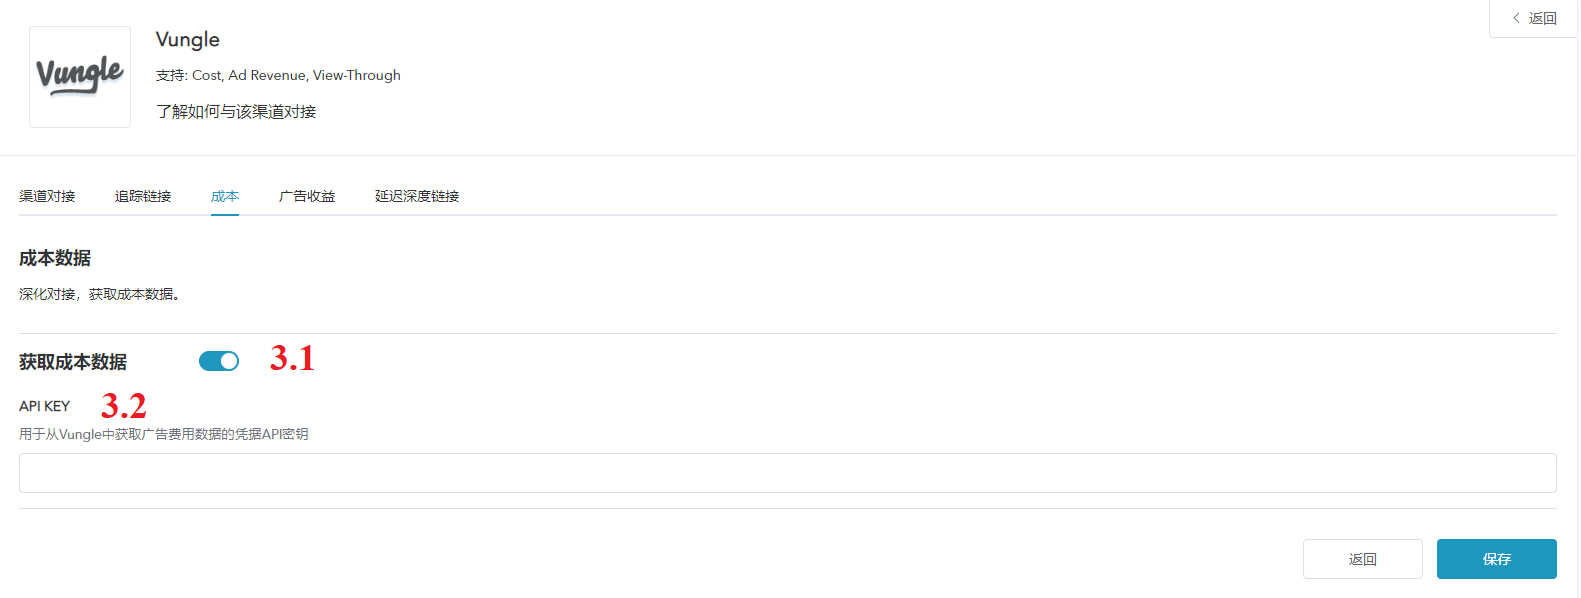 返回
Vungle
Vungle
支持: Cost, Ad Revenue, View-Through
了解如何与该渠道对接
渠道对接 追踪链接 成本 广告收益 延迟深度链接
成本数据
深化对接，获取成本数据。
获取成本数据 3.1
API KEY 3.2
用于从Vungle中获取广告费用数据的凭据API密钥
返回 保存